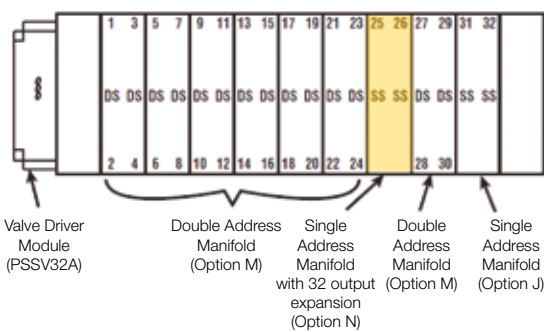 1 3 5 7 9 11 13 15 17 19 21 23 25 26 27 29 31 32
DS DS DS DS DS DS DS DS DS DS DS DS SS SS DS DS SS SS
2 4 6 8 10 12 14 16 18 20 22 24 28 30
Valve Driver
Module
(PSSV32A)
Double Address
Manifold
(Option M)
Single
Address
Manifold
with 32 output
expansion
(Option N)
Double
Address
Manifold
(Option M)
Single
Address
Manifold
(Option J)